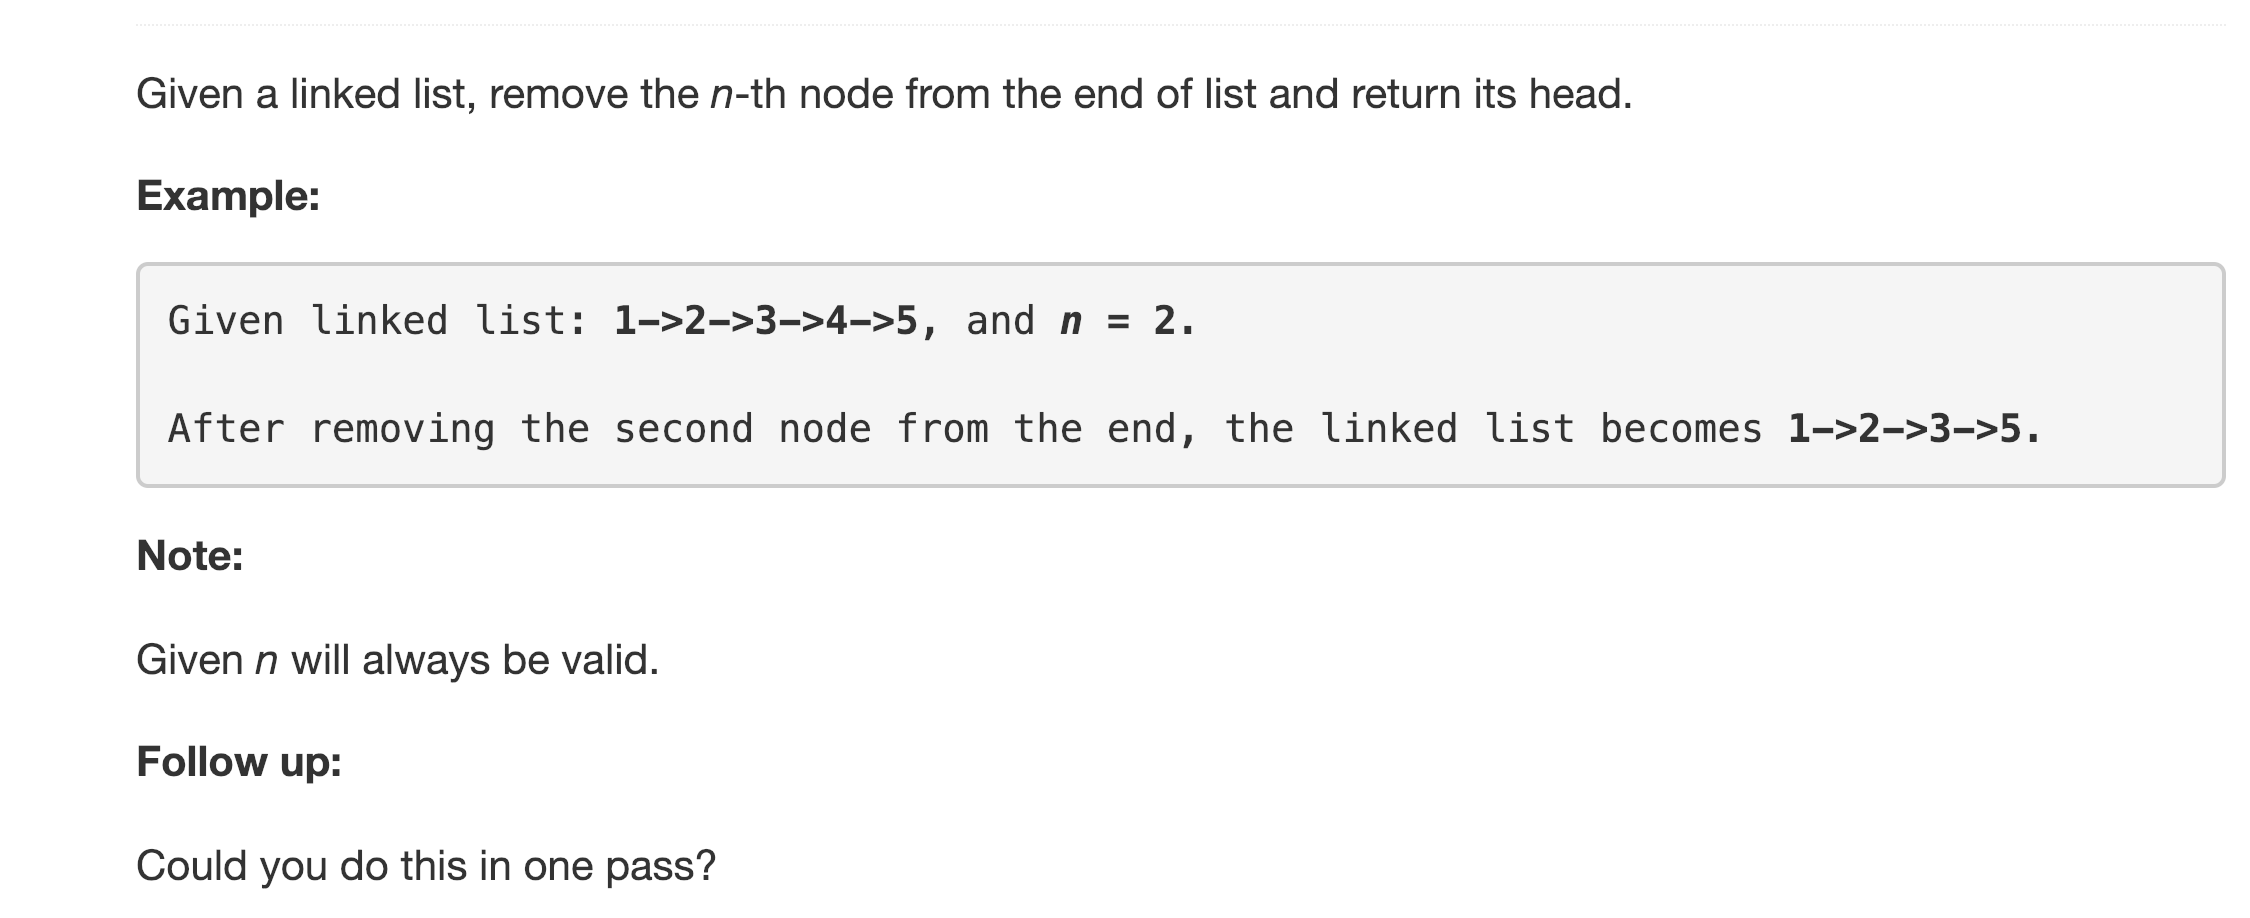 Given a linked list, remove the n-th node from the end of list and return its head.
Example:
Given linked list: 1->2->3->4->5, and n = 2.
After removing the second node from the end, the linked list becomes 1->2->3->5.
Note:
Given n will always be valid.
Follow up:
Could you do this in one pass?